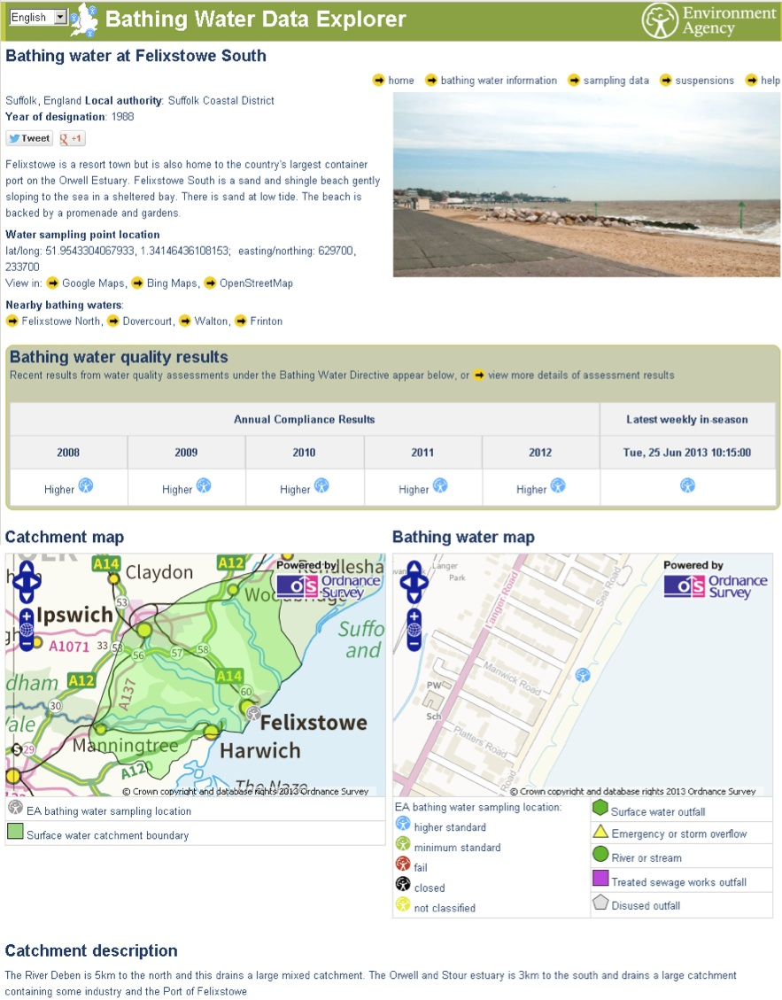 English
Bathing Water Data Explorer
Environment
Agency
Bathing water at Felixstowe South
home bathing water information sampling data suspensions help
Suffolk, England Local authority: Suffolk Coastal District
Year of designation: 1988
Tweet +1
Felixstowe is a resort town but is also home to the country's largest container
port on the Orwell Estuary. Felixstowe South is a sand and shingle beach gently
sloping to the sea in a sheltered bay. There is sand at low tide. The beach is
backed by a promenade and gardens.
Water sampling point location
lat/long: 51.9543304067933, 1.34146436108153; easting/northing: 629700,
233700
View in: Google Maps, Bing Maps, OpenStreetMap
Nearby bathing waters:
Felixstowe North, Dovercourt, Walton, Frinton
Bathing water quality results
Recent results from water quality assessments under the Bathing Water Directive appear below, or view more details of assessment results
Annual Compliance Results Latest weekly in-season
2008 2009 2010 2011 2012 Tue, 25 Jun 2013 10:15:00
Higher Higher Higher Higher Higher
Catchment map
A14
A12
Powered by
Claydon
OS Ordnance
Survey
53
Ipswich
Suffo
and
A1071
33
53
56
57
58
A14
dham
A12
A137
60
30
Felixstowe
29
Manningtree
Harwich
A120
The Naze
© Crown copyright and database rights 2013 Ordnance Survey
EA bathing water sampling location
Surface water catchment boundary
Bathing water map
Langer
Park
Powered by
OS Ordnance
Survey
Langer Road
Sea Road
Manwick Road
PW
Sch
Platters Road
Road
© Crown copyright and database rights 2013 Ordnance Survey
EA bathing water sampling location:
higher standard
minimum standard
fail
closed
not classified
Surface water outfall
Emergency or storm overflow
River or stream
Treated sewage works outfall
Disused outfall
Catchment description
The River Deben is 5km to the north and this drains a large mixed catchment. The Orwell and Stour estuary is 3km to the south and drains a large catchment
containing some industry and the Port of Felixstowe